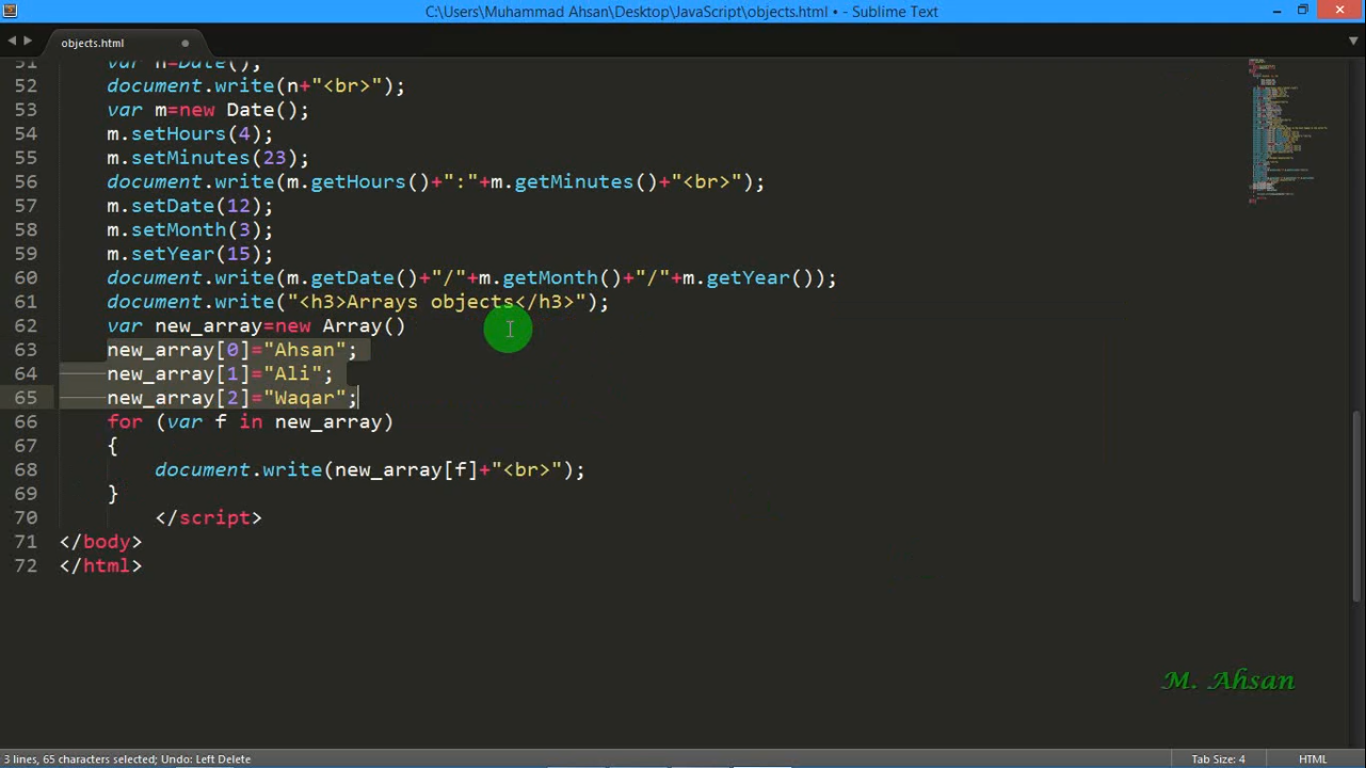 C:\Users\Muhammad Ahsan\Desktop\JavaScript\objects.html • - Sublime Text
objects.html
51 var n=Date();
52 document.write(n+"<br>");
53 var m=new Date();
54 m.setHours(4);
55 m.setMinutes(23);
56 document.write(m.getHours()+":"+m.getMinutes()+"<br>");
57 m.setDate(12);
58 m.setMonth(3);
59 m.setYear(15);
60 document.write(m.getDate()+"/"+m.getMonth()+"/"+m.getYear());
61 document.write("<h3>Arrays objects</h3>");
62 var new_array=new Array()
63 new_array[0]="Ahsan";
64 new_array[1]="Ali";
65 new_array[2]="Waqar";
66 for (var f in new_array)
67 {
68 document.write(new_array[f]+"<br>");
69 }
70 </script>
71 </body>
72 </html>
M. Ahsan
3 lines, 65 characters selected; Undo: Left Delete Tab Size: 4 HTML